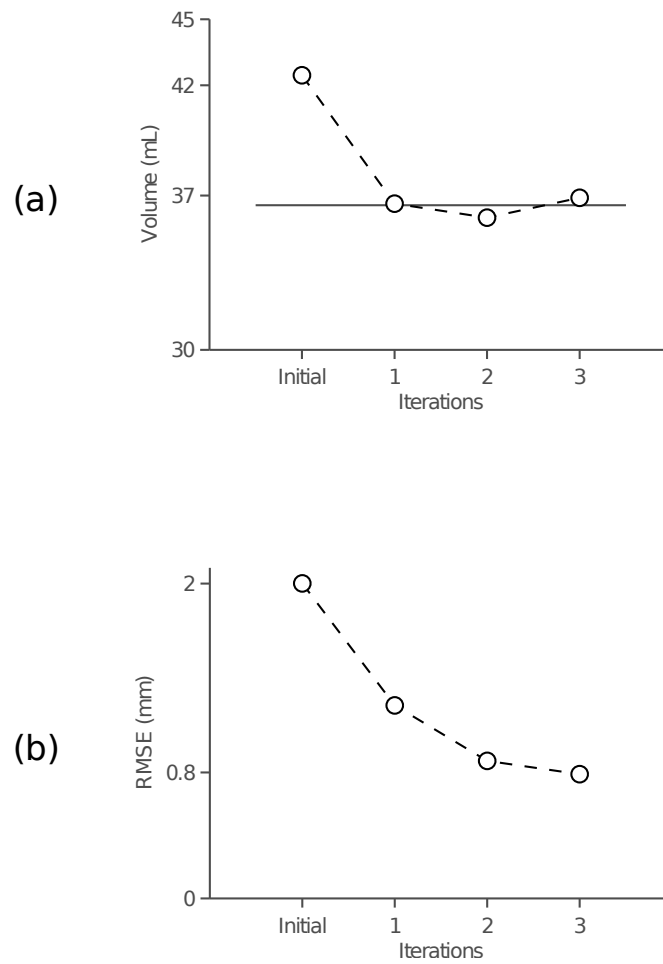 (a)
Volume (mL)
45
42
37
30
Initial 1 2 3
Iterations
(b)
RMSE (mm)
2
0.8
0
Initial 1 2 3
Iterations